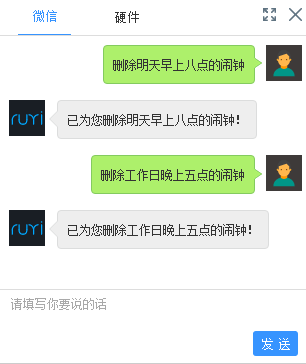 微信 硬件
删除明天早上八点的闹钟
ruyi
已为您删除明天早上八点的闹钟！
删除工作日晚上五点的闹钟
ruyi
已为您删除工作日晚上五点的闹钟！
请填写你要说的话
发 送